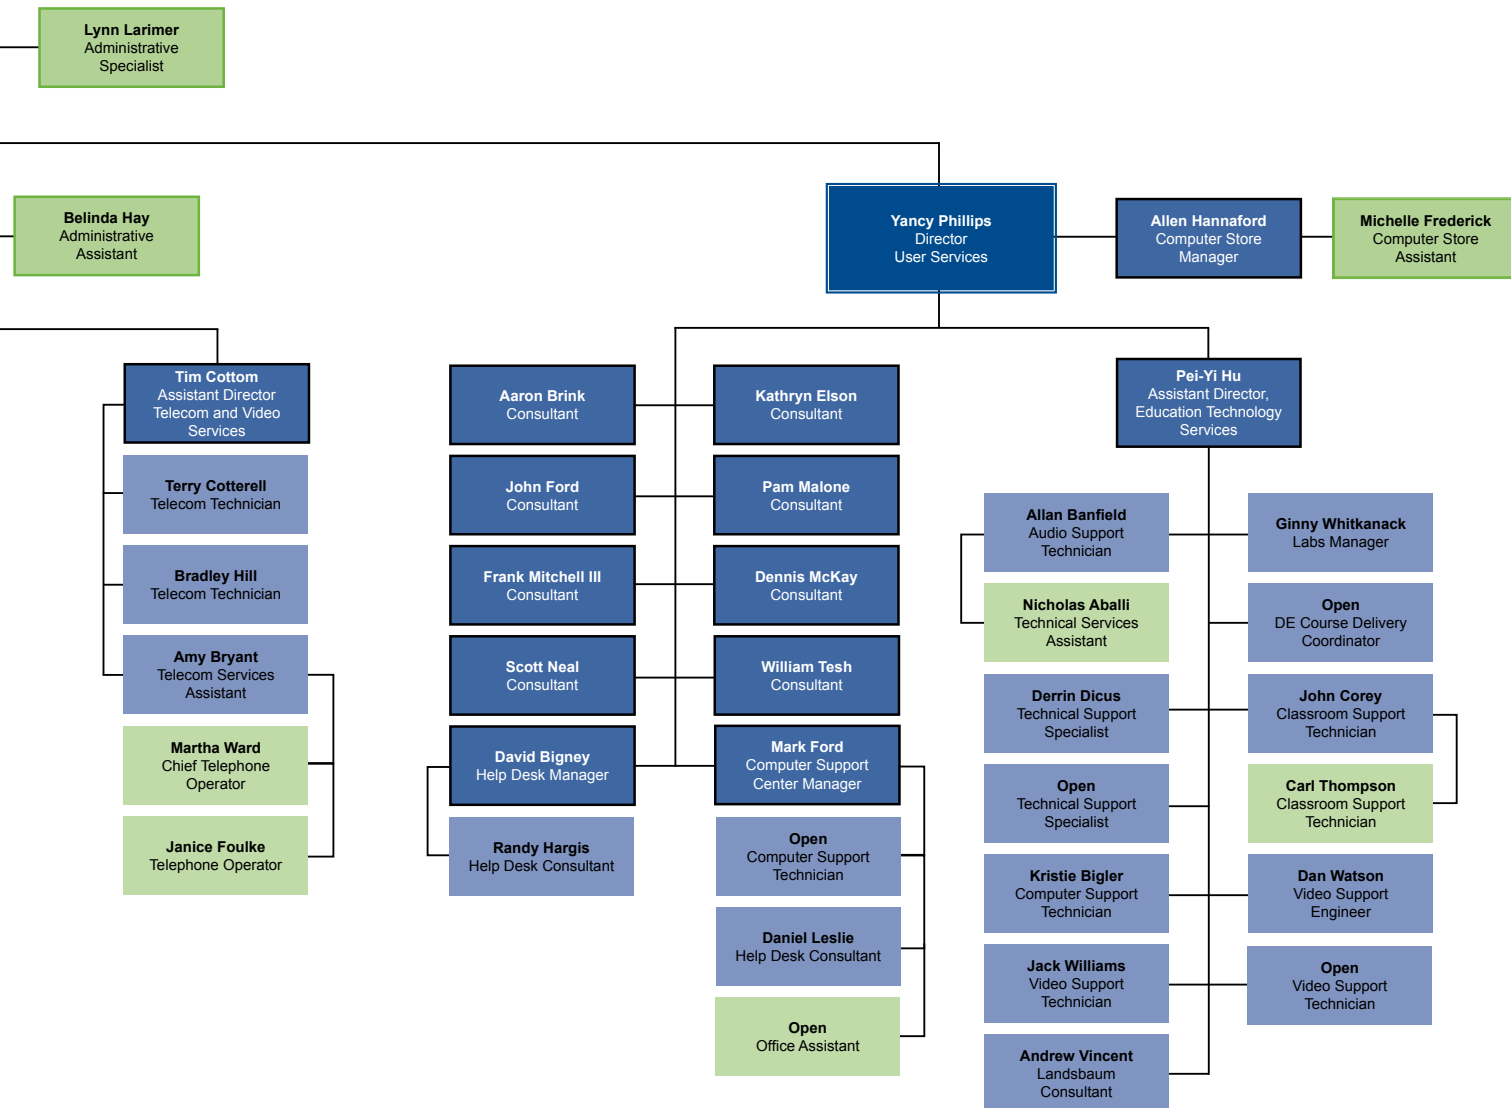 Lynn Larimer
Administrative
Specialist
Belinda Hay
Administrative
Assistant
Yancy Phillips
Director
User Services
Allen Hannaford
Computer Store
Manager
Michelle Frederick
Computer Store
Assistant
Tim Cottom
Assistant Director
Telecom and Video
Services
Terry Cotterell
Telecom Technician
Bradley Hill
Telecom Technician
Amy Bryant
Telecom Services
Assistant
Martha Ward
Chief Telephone
Operator
Janice Foulke
Telephone Operator
Aaron Brink
Consultant
Kathryn Elson
Consultant
John Ford
Consultant
Pam Malone
Consultant
Frank Mitchell III
Consultant
Dennis McKay
Consultant
Scott Neal
Consultant
William Tesh
Consultant
David Bigney
Help Desk Manager
Mark Ford
Computer Support
Center Manager
Randy Hargis
Help Desk Consultant
Open
Computer Support
Technician
Daniel Leslie
Help Desk Consultant
Open
Office Assistant
Pei-Yi Hu
Assistant Director,
Education Technology
Services
Allan Banfield
Audio Support
Technician
Ginny Whitkanack
Labs Manager
Nicholas Aballi
Technical Services
Assistant
Open
DE Course Delivery
Coordinator
Derrin Dicus
Technical Support
Specialist
John Corey
Classroom Support
Technician
Open
Technical Support
Specialist
Carl Thompson
Classroom Support
Technician
Kristie Bigler
Computer Support
Technician
Dan Watson
Video Support
Engineer
Jack Williams
Video Support
Technician
Open
Video Support
Technician
Andrew Vincent
Landsbaum
Consultant